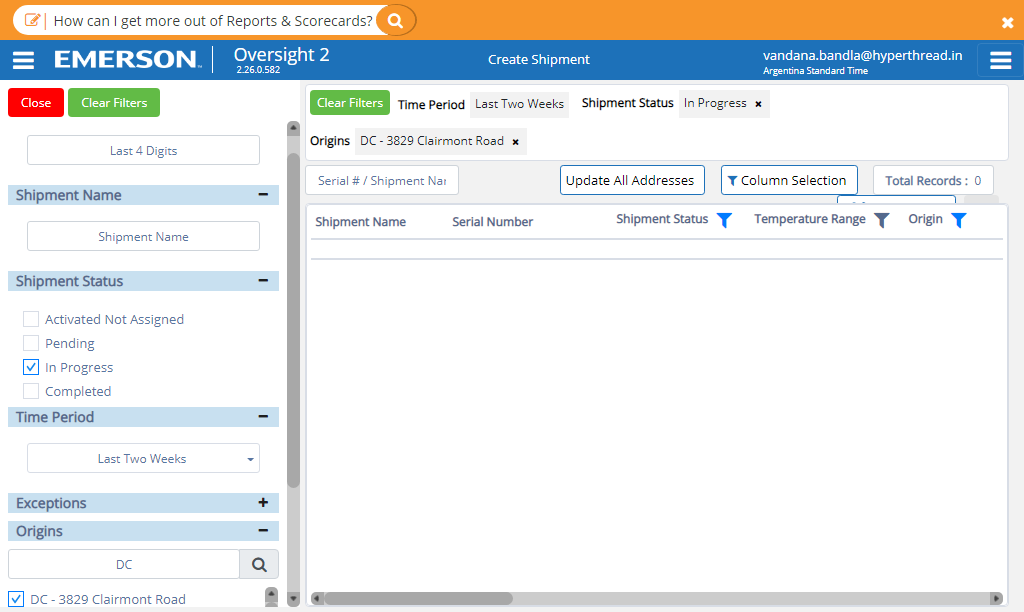 How can I get more out of Reports & Scorecards?
EMERSON
Oversight 2
2.26.0.582
Create Shipment
vandana.bandla@hyperthread.in
Argentina Standard Time
Close
Clear Filters
Last 4 Digits
Shipment Name
Shipment Name
Shipment Status
Activated Not Assigned
Pending
In Progress
Completed
Time Period
Last Two Weeks
Exceptions
Origins
DC
DC - 3829 Clairmont Road
Clear Filters
Time Period
Last Two Weeks
Shipment Status
In Progress
Origins
DC - 3829 Clairmont Road
Serial # / Shipment Nar
Update All Addresses
Column Selection
Total Records : 0
Shipment Name
Serial Number
Shipment Status
Temperature Range
Origin